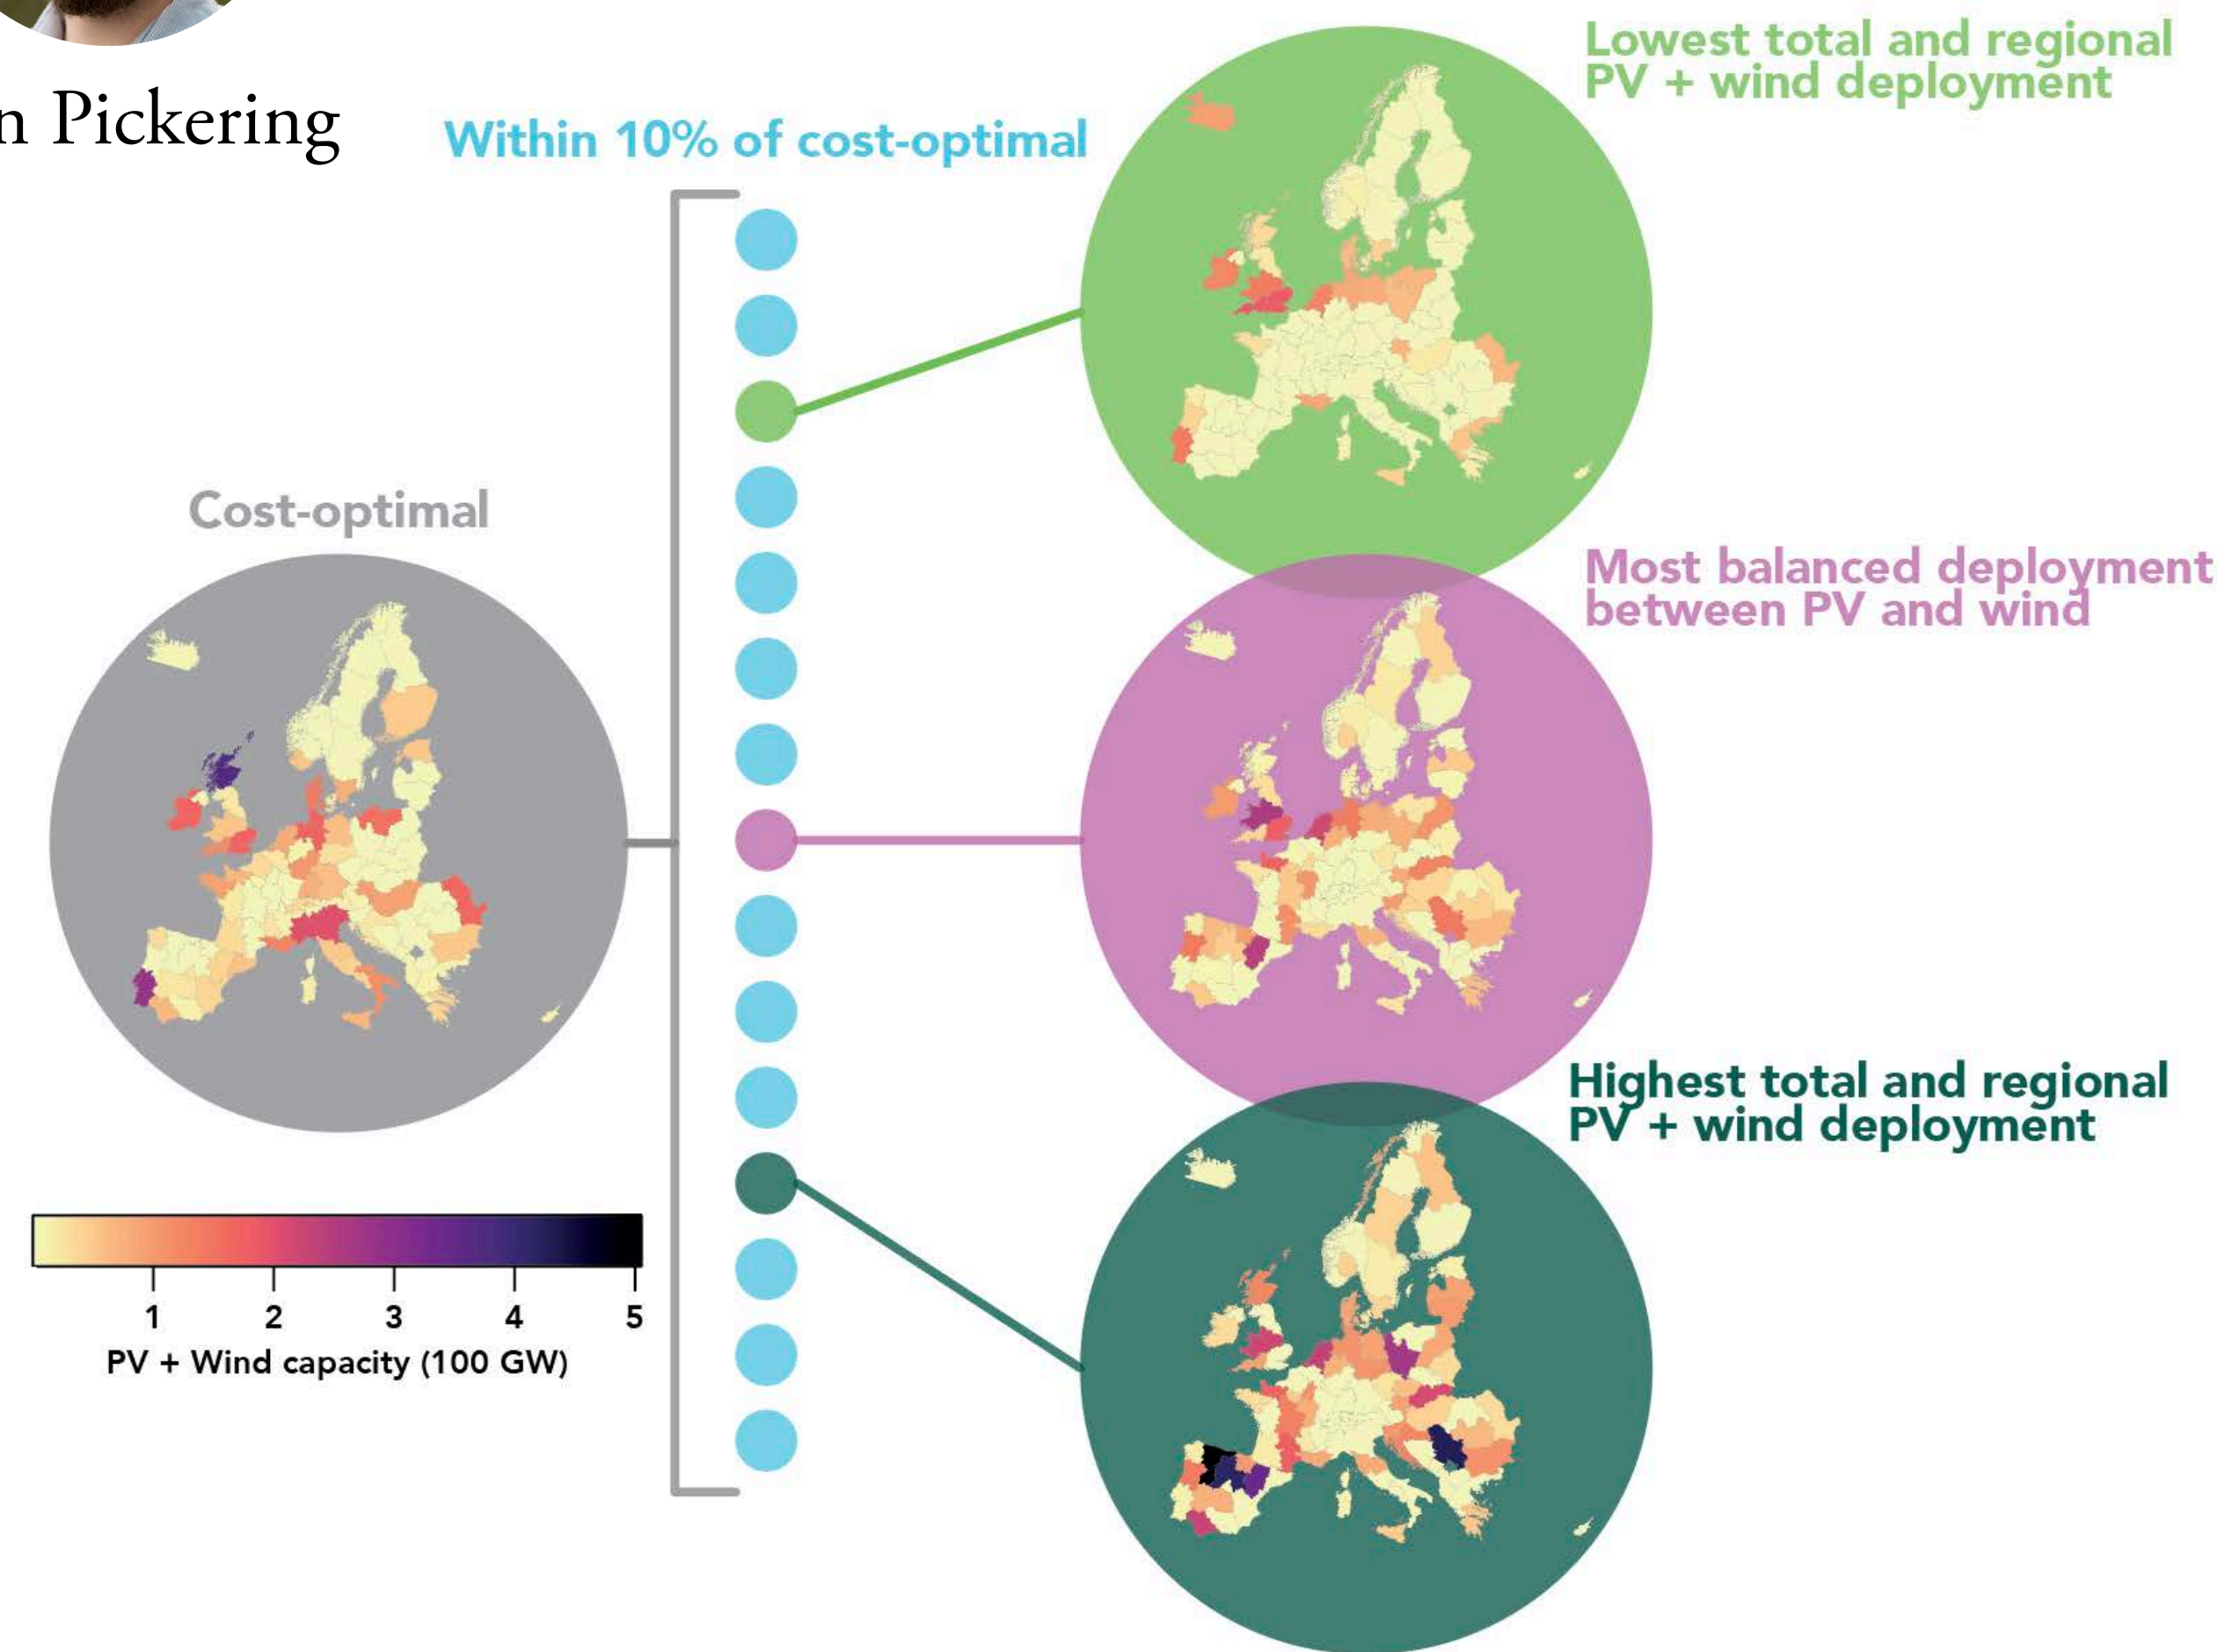 n Pickering
Within 10% of cost-optimal
Lowest total and regional
PV + wind deployment
Cost-optimal
Most balanced deployment
between PV and wind
Highest total and regional
PV + wind deployment
1 2 3 4 5
PV + Wind capacity (100 GW)